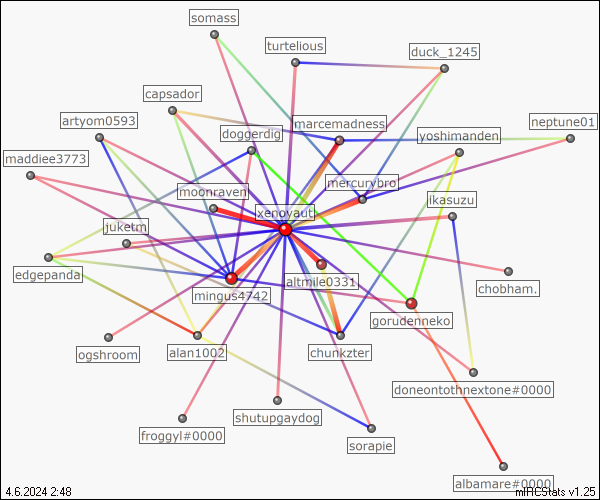 somass
turtelious
duck_1245
capsador
artyom0593
marcemadness
neptune01
doggerdig
yoshimanden
maddiee3773
moonraven
mercurybro
ikasuzu
xenoyaut
juketm
edgepanda
mingus4742
altmile0331
chobham.
gorudenneko
ogshroom
alan1002
chunkzter
doneontothnextone#0000
shutupgaydog
froggyl#0000
sorapie
albamare#0000
4.6.2024 2:48
mIRCStats v1.25